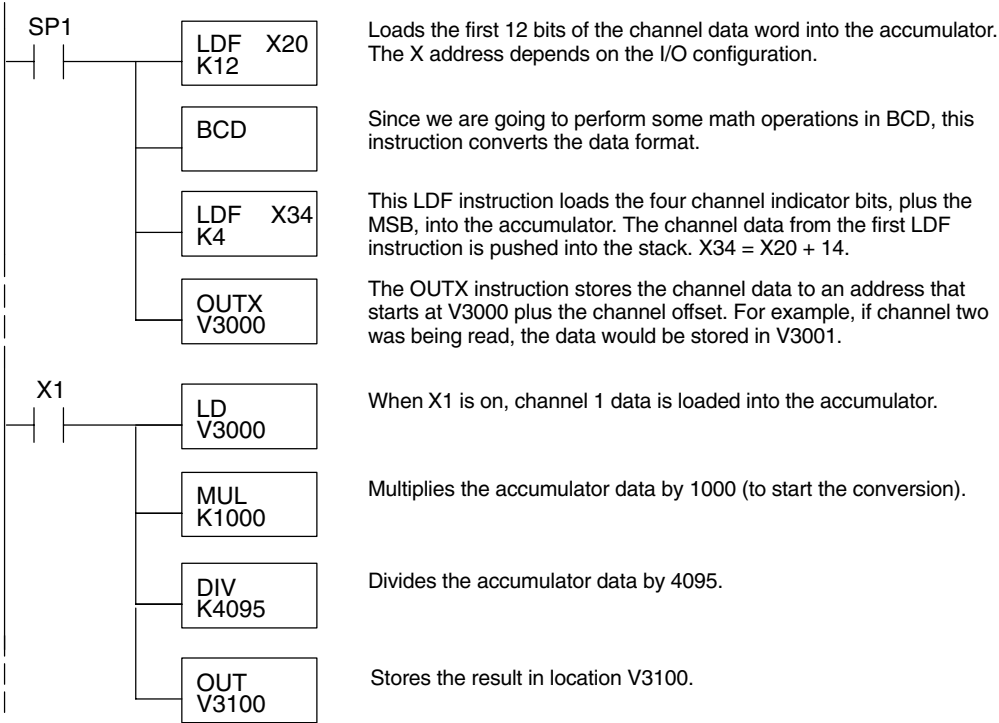 SP1
LDF X20
K12
Loads the first 12 bits of the channel data word into the accumulator.
The X address depends on the I/O configuration.
BCD
Since we are going to perform some math operations in BCD, this
instruction converts the data format.
LDF X34
K4
This LDF instruction loads the four channel indicator bits, plus the
MSB, into the accumulator. The channel data from the first LDF
instruction is pushed into the stack. X34 = X20 + 14.
OUTX
V3000
The OUTX instruction stores the channel data to an address that
starts at V3000 plus the channel offset. For example, if channel two
was being read, the data would be stored in V3001.
X1
LD
V3000
When X1 is on, channel 1 data is loaded into the accumulator.
MUL
K1000
Multiplies the accumulator data by 1000 (to start the conversion).
DIV
K4095
Divides the accumulator data by 4095.
OUT
V3100
Stores the result in location V3100.